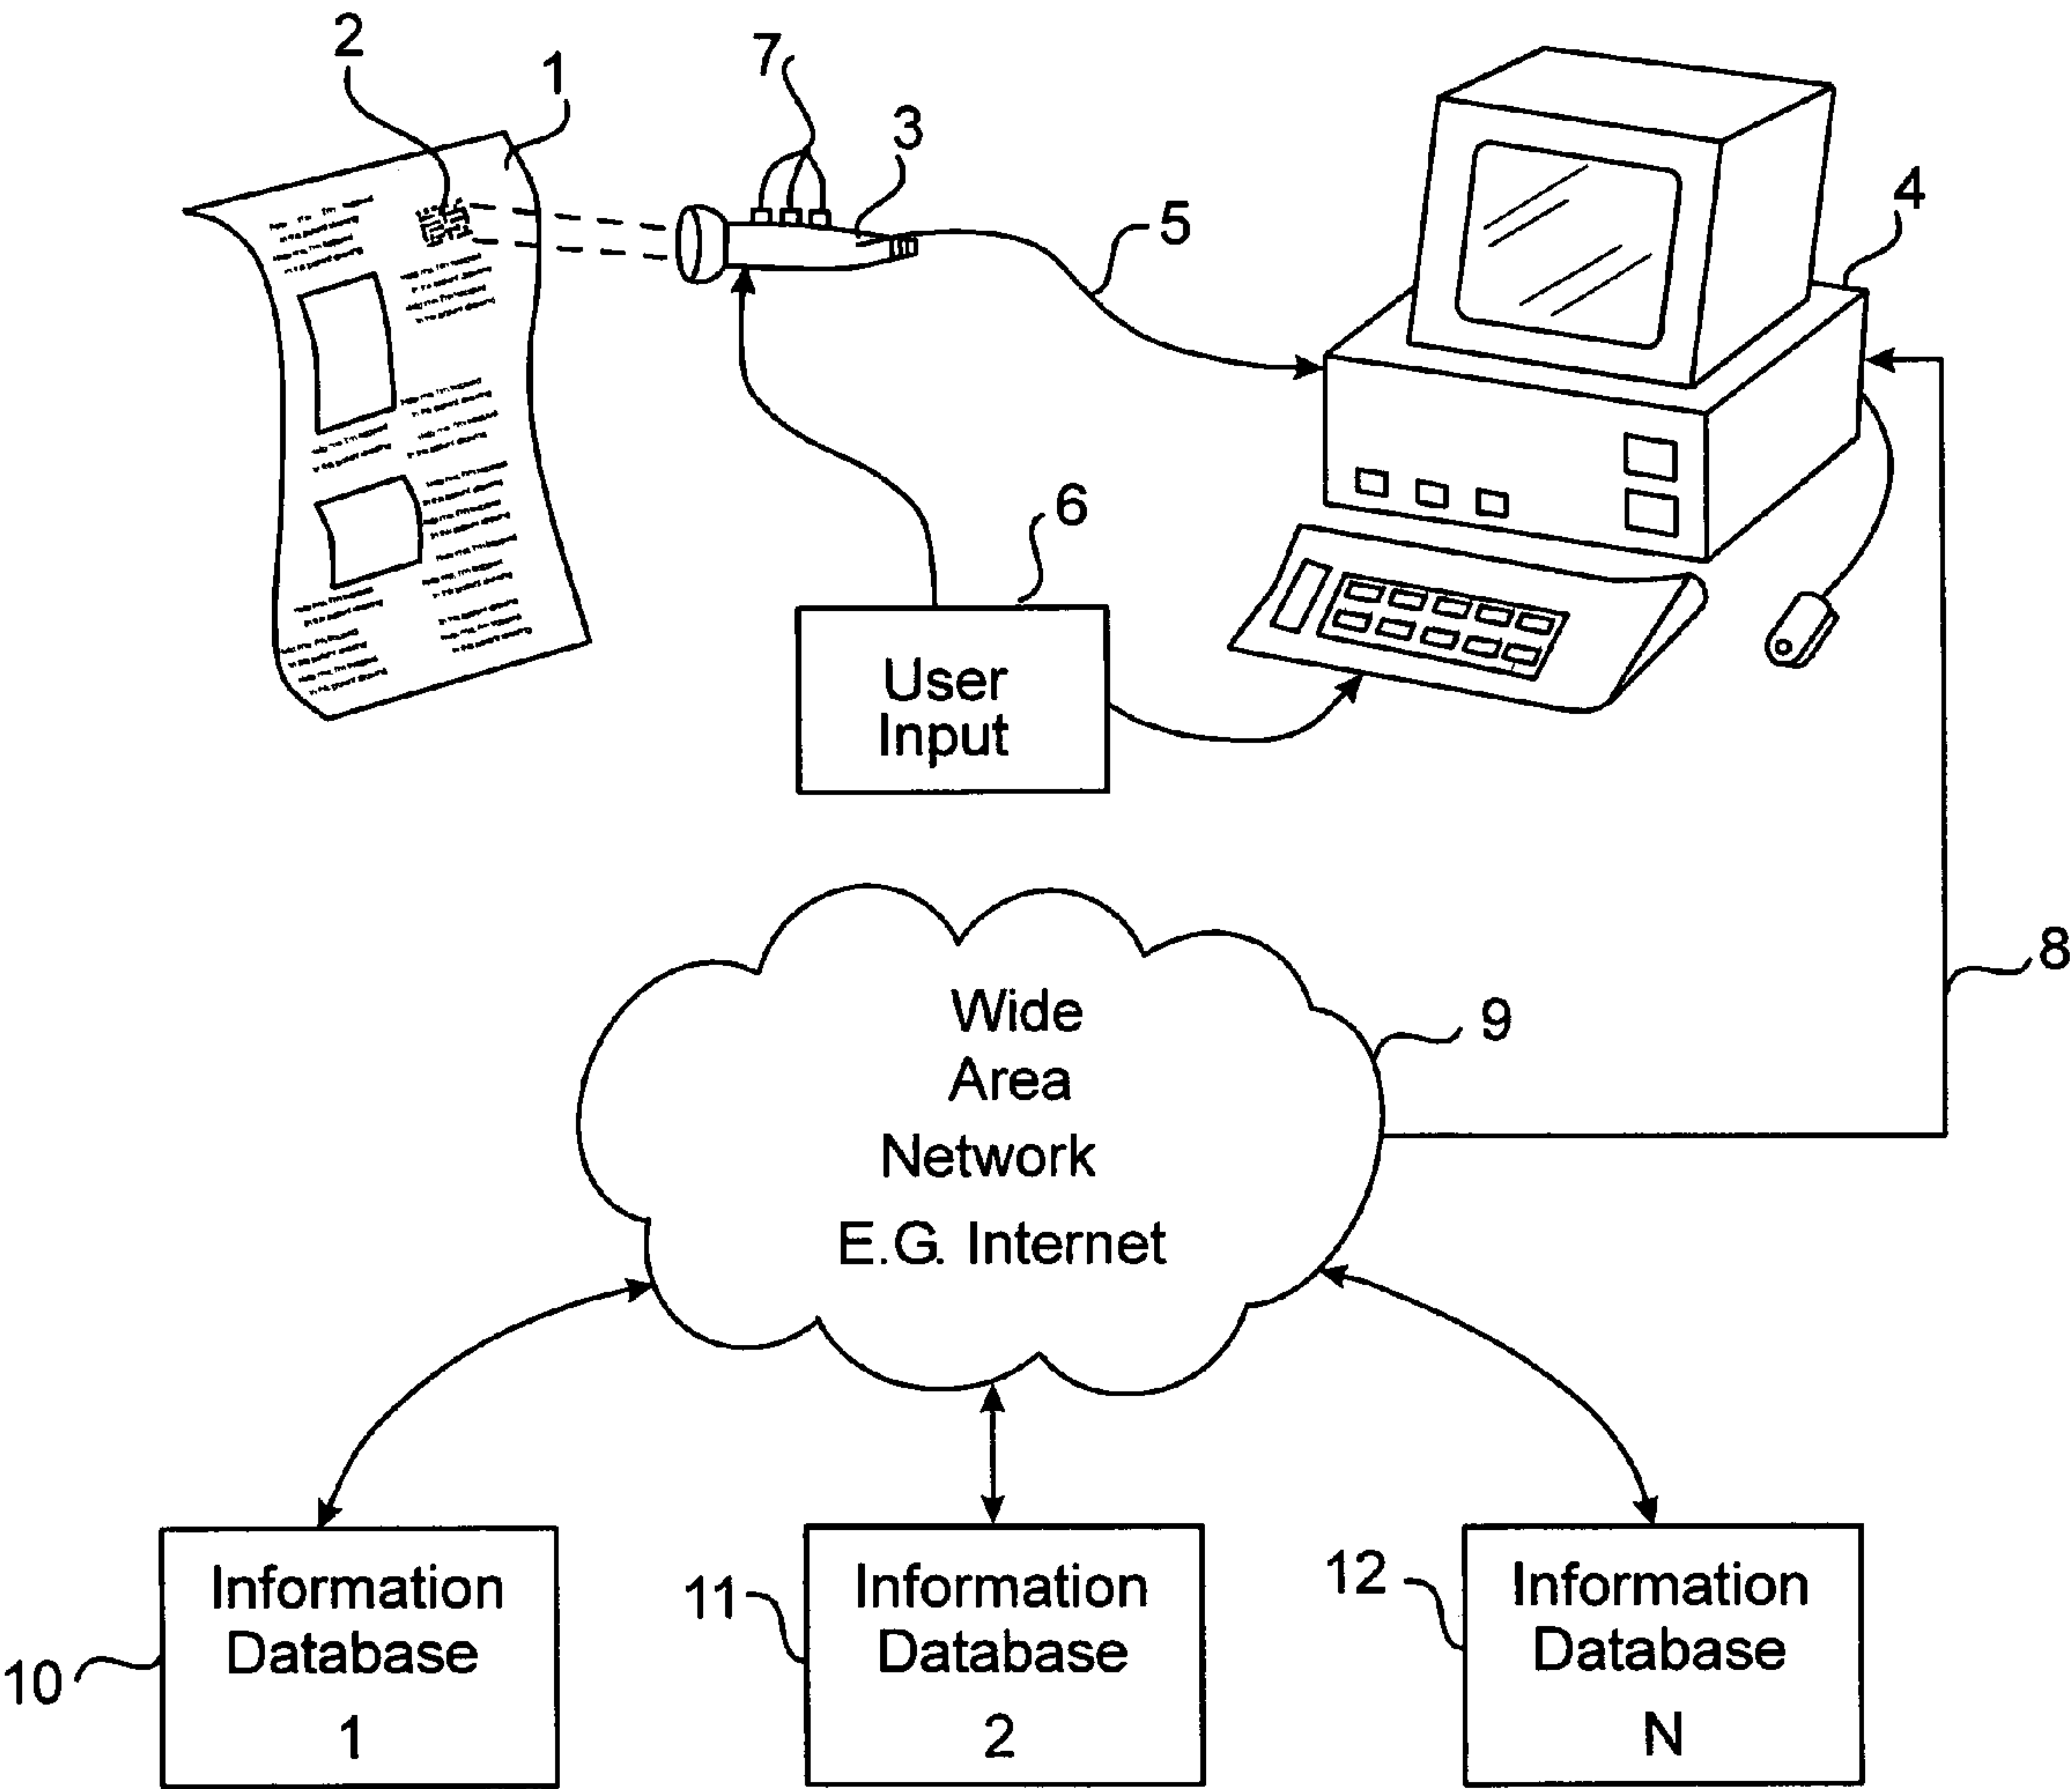 2
1
7
3
4
5
6
User
Input
8
9
Wide
Area
Network
E.G. Internet
10
Information
Database
1
11
Information
Database
2
12
Information
Database
N